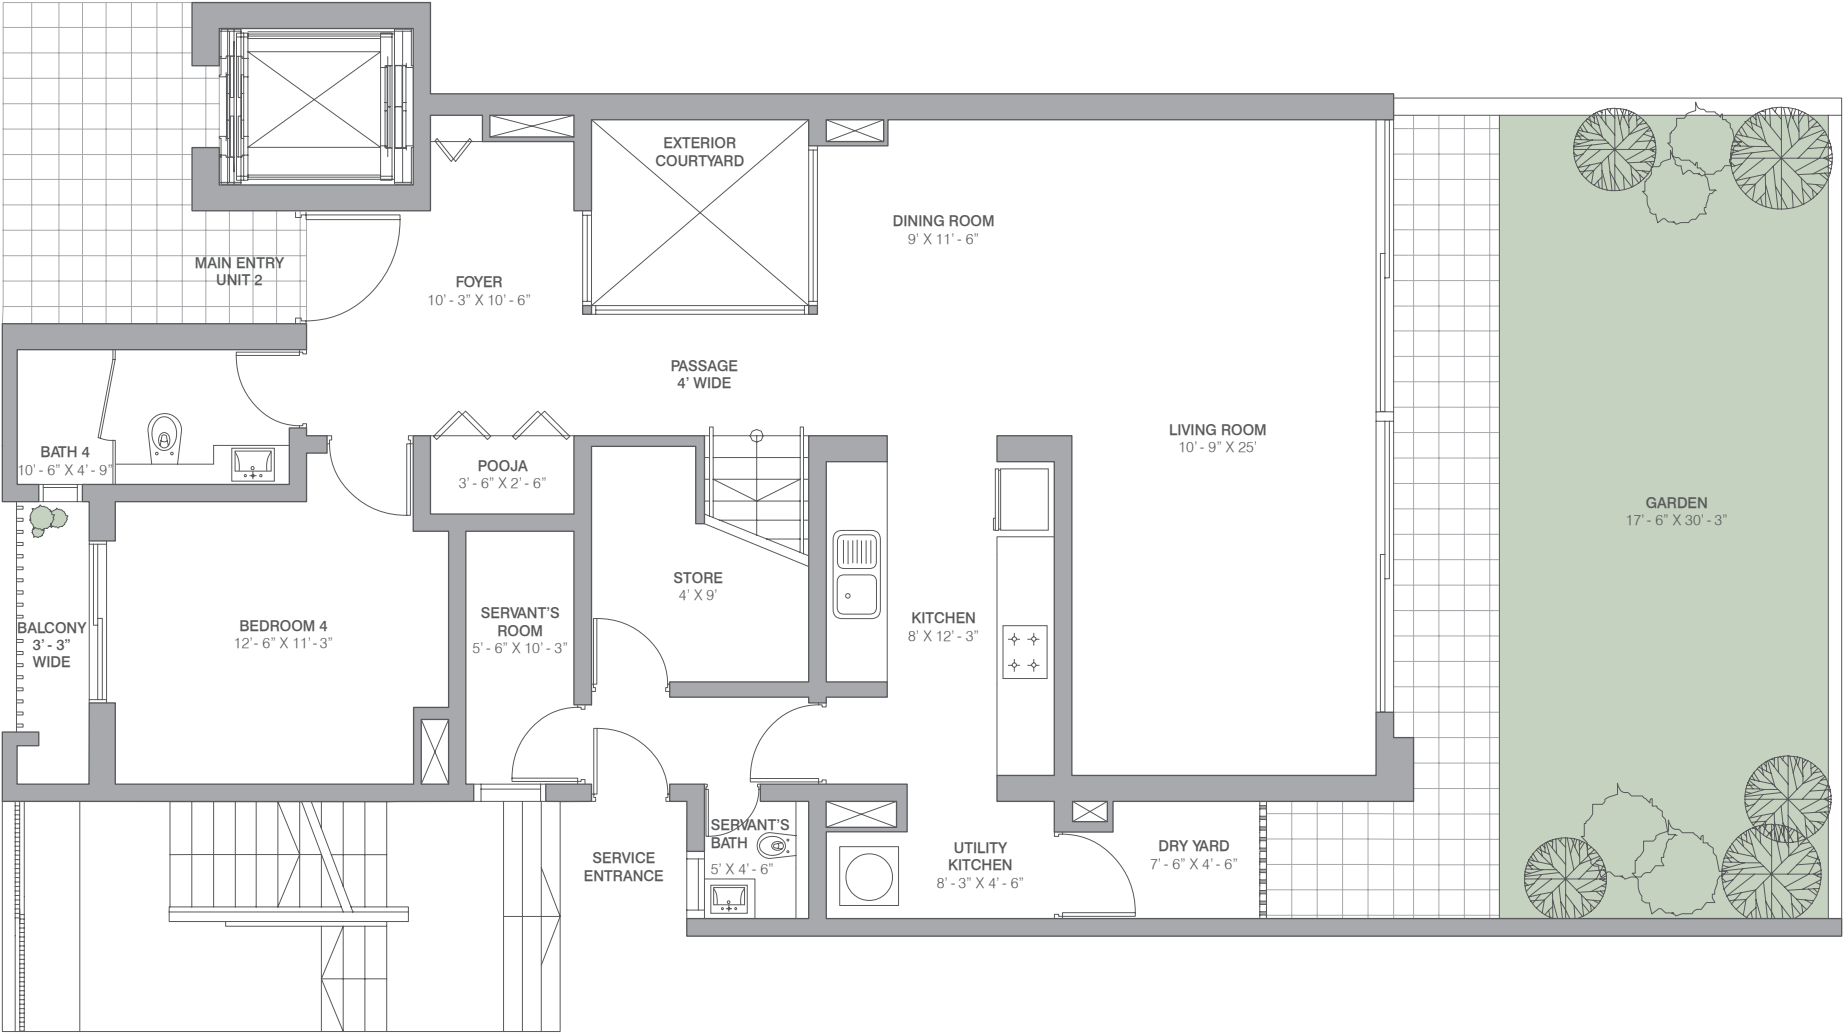 EXTERIOR
COURTYARD
DINING ROOM
9’ X 11’ - 6”
MAIN ENTRY
UNIT 2
FOYER
10’ - 3” X 10’ - 6”
PASSAGE
4’ WIDE
LIVING ROOM
10’ - 9” X 25’
BATH 4
10’ - 6” X 4’ - 9”
POOJA
3’ - 6” X 2’ - 6”
GARDEN
17’ - 6” X 30’ - 3”
STORE
4’ X 9’
SERVANT’S
ROOM
5’ - 6” X 10’ - 3”
KITCHEN
8’ X 12’ - 3”
BEDROOM 4
12’ - 6” X 11’ - 3”
BALCONY
3’ - 3”
WIDE
SERVANT’S
BATH
5’ X 4’ - 6”
SERVICE
ENTRANCE
UTILITY
KITCHEN
8’ - 3” X 4’ - 6”
DRY YARD
7’ - 6” X 4’ - 6”